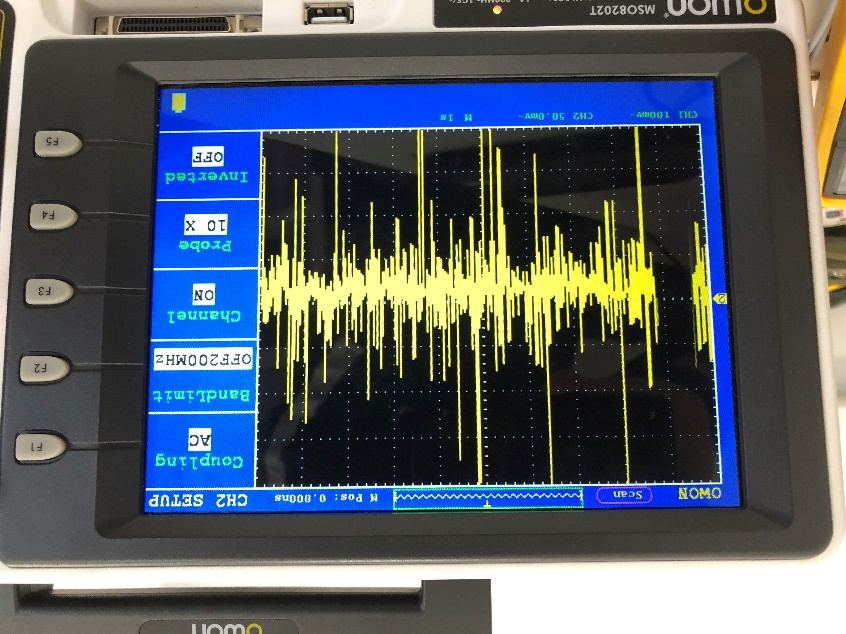 owon
OWON Scan T M Pos: 0.000ns CH2 SETUP
Coupling
AC
F1
BandLimit
OFF200MHz
F2
Channel
ON
F3
2
Probe
10 X
F4
Inverted
OFF
F5
CH1 100mv~ CH2 50.0mv~ M 1s
owon® MSO8202T